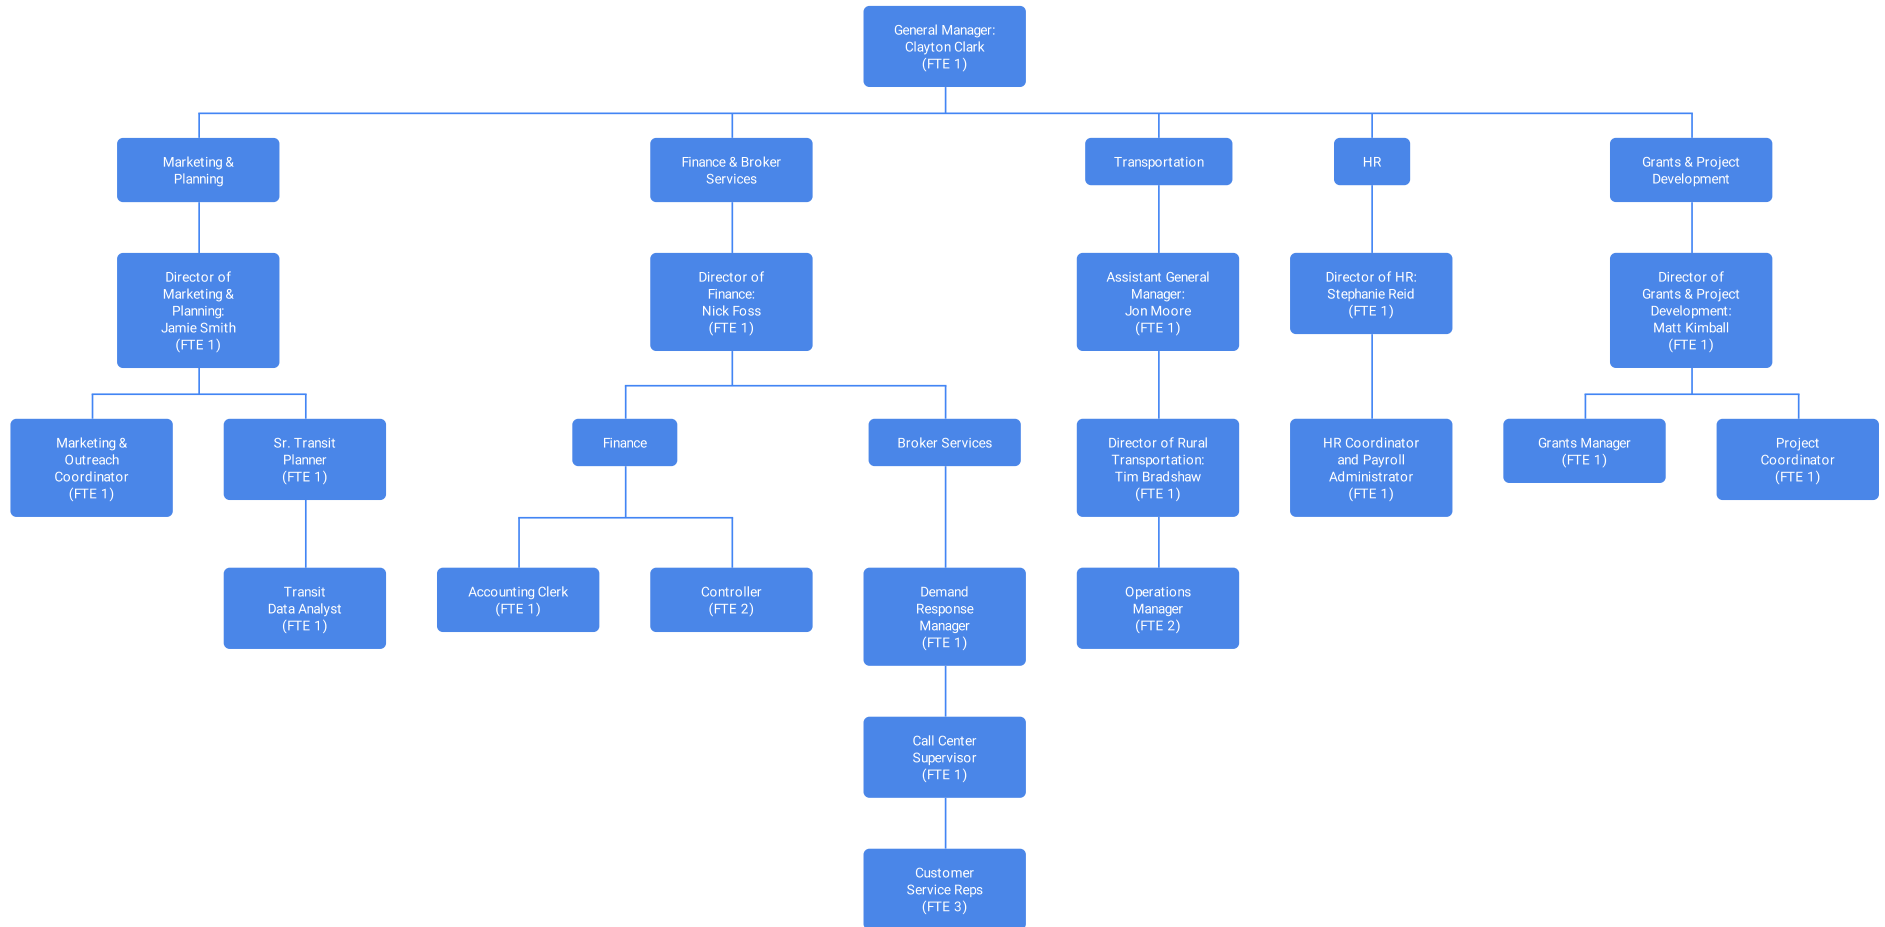 General Manager:
Clayton Clark
(FTE 1)
Marketing &
Planning
Finance & Broker
Services
Transportation
HR
Grants & Project
Development
Director of
Marketing &
Planning:
Jamie Smith
(FTE 1)
Director of
Finance:
Nick Foss
(FTE 1)
Assistant General
Manager:
Jon Moore
(FTE 1)
Director of HR:
Stephanie Reid
(FTE 1)
Director of
Grants & Project
Development:
Matt Kimball
(FTE 1)
Marketing &
Outreach
Coordinator
(FTE 1)
Sr. Transit
Planner
(FTE 1)
Finance
Broker Services
Director of Rural
Transportation:
Tim Bradshaw
(FTE 1)
HR Coordinator
and Payroll
Administrator
(FTE 1)
Grants Manager
(FTE 1)
Project
Coordinator
(FTE 1)
Transit
Data Analyst
(FTE 1)
Accounting Clerk
(FTE 1)
Controller
(FTE 2)
Demand
Response
Manager
(FTE 1)
Operations
Manager
(FTE 2)
Call Center
Supervisor
(FTE 1)
Customer
Service Reps
(FTE 3)